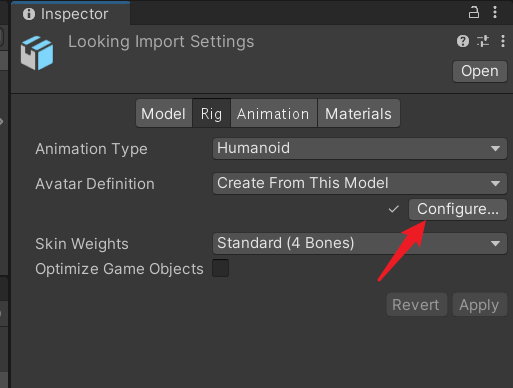 Inspector
Looking Import Settings
Open
Model Rig Animation Materials
Animation Type Humanoid
Avatar Definition Create From This Model
Configure...
Skin Weights Standard (4 Bones)
Optimize Game Objects
Revert Apply